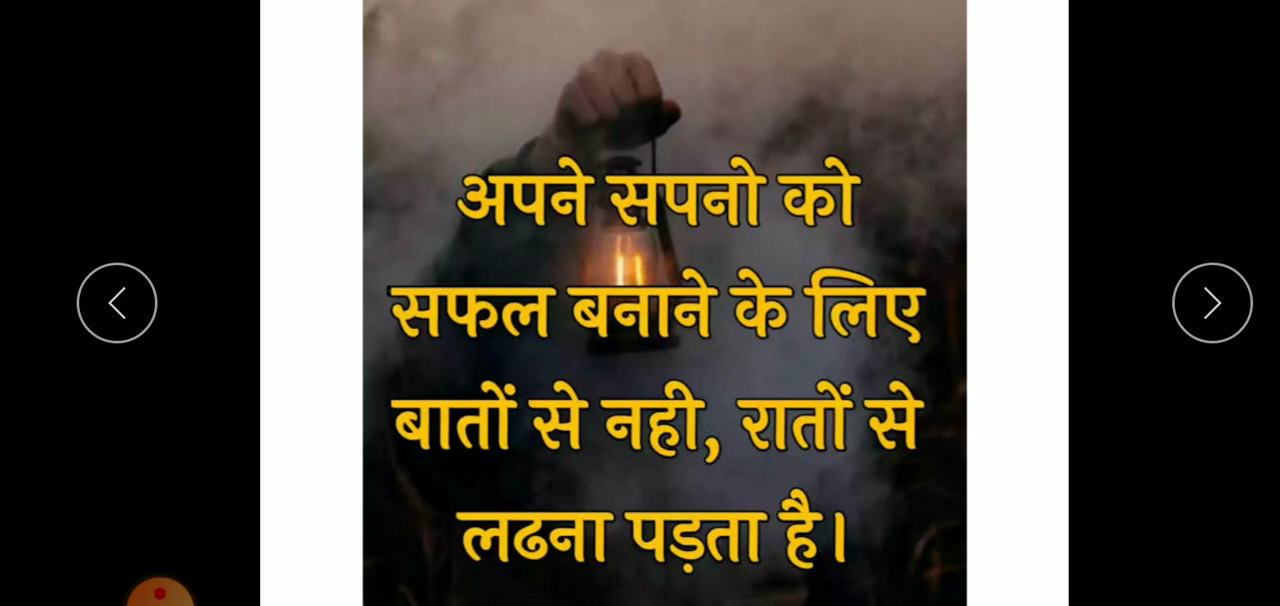 अपने सपनो को
सफल बनाने के लिए
बातों से नही, रातों से
लढना पड़ता है।